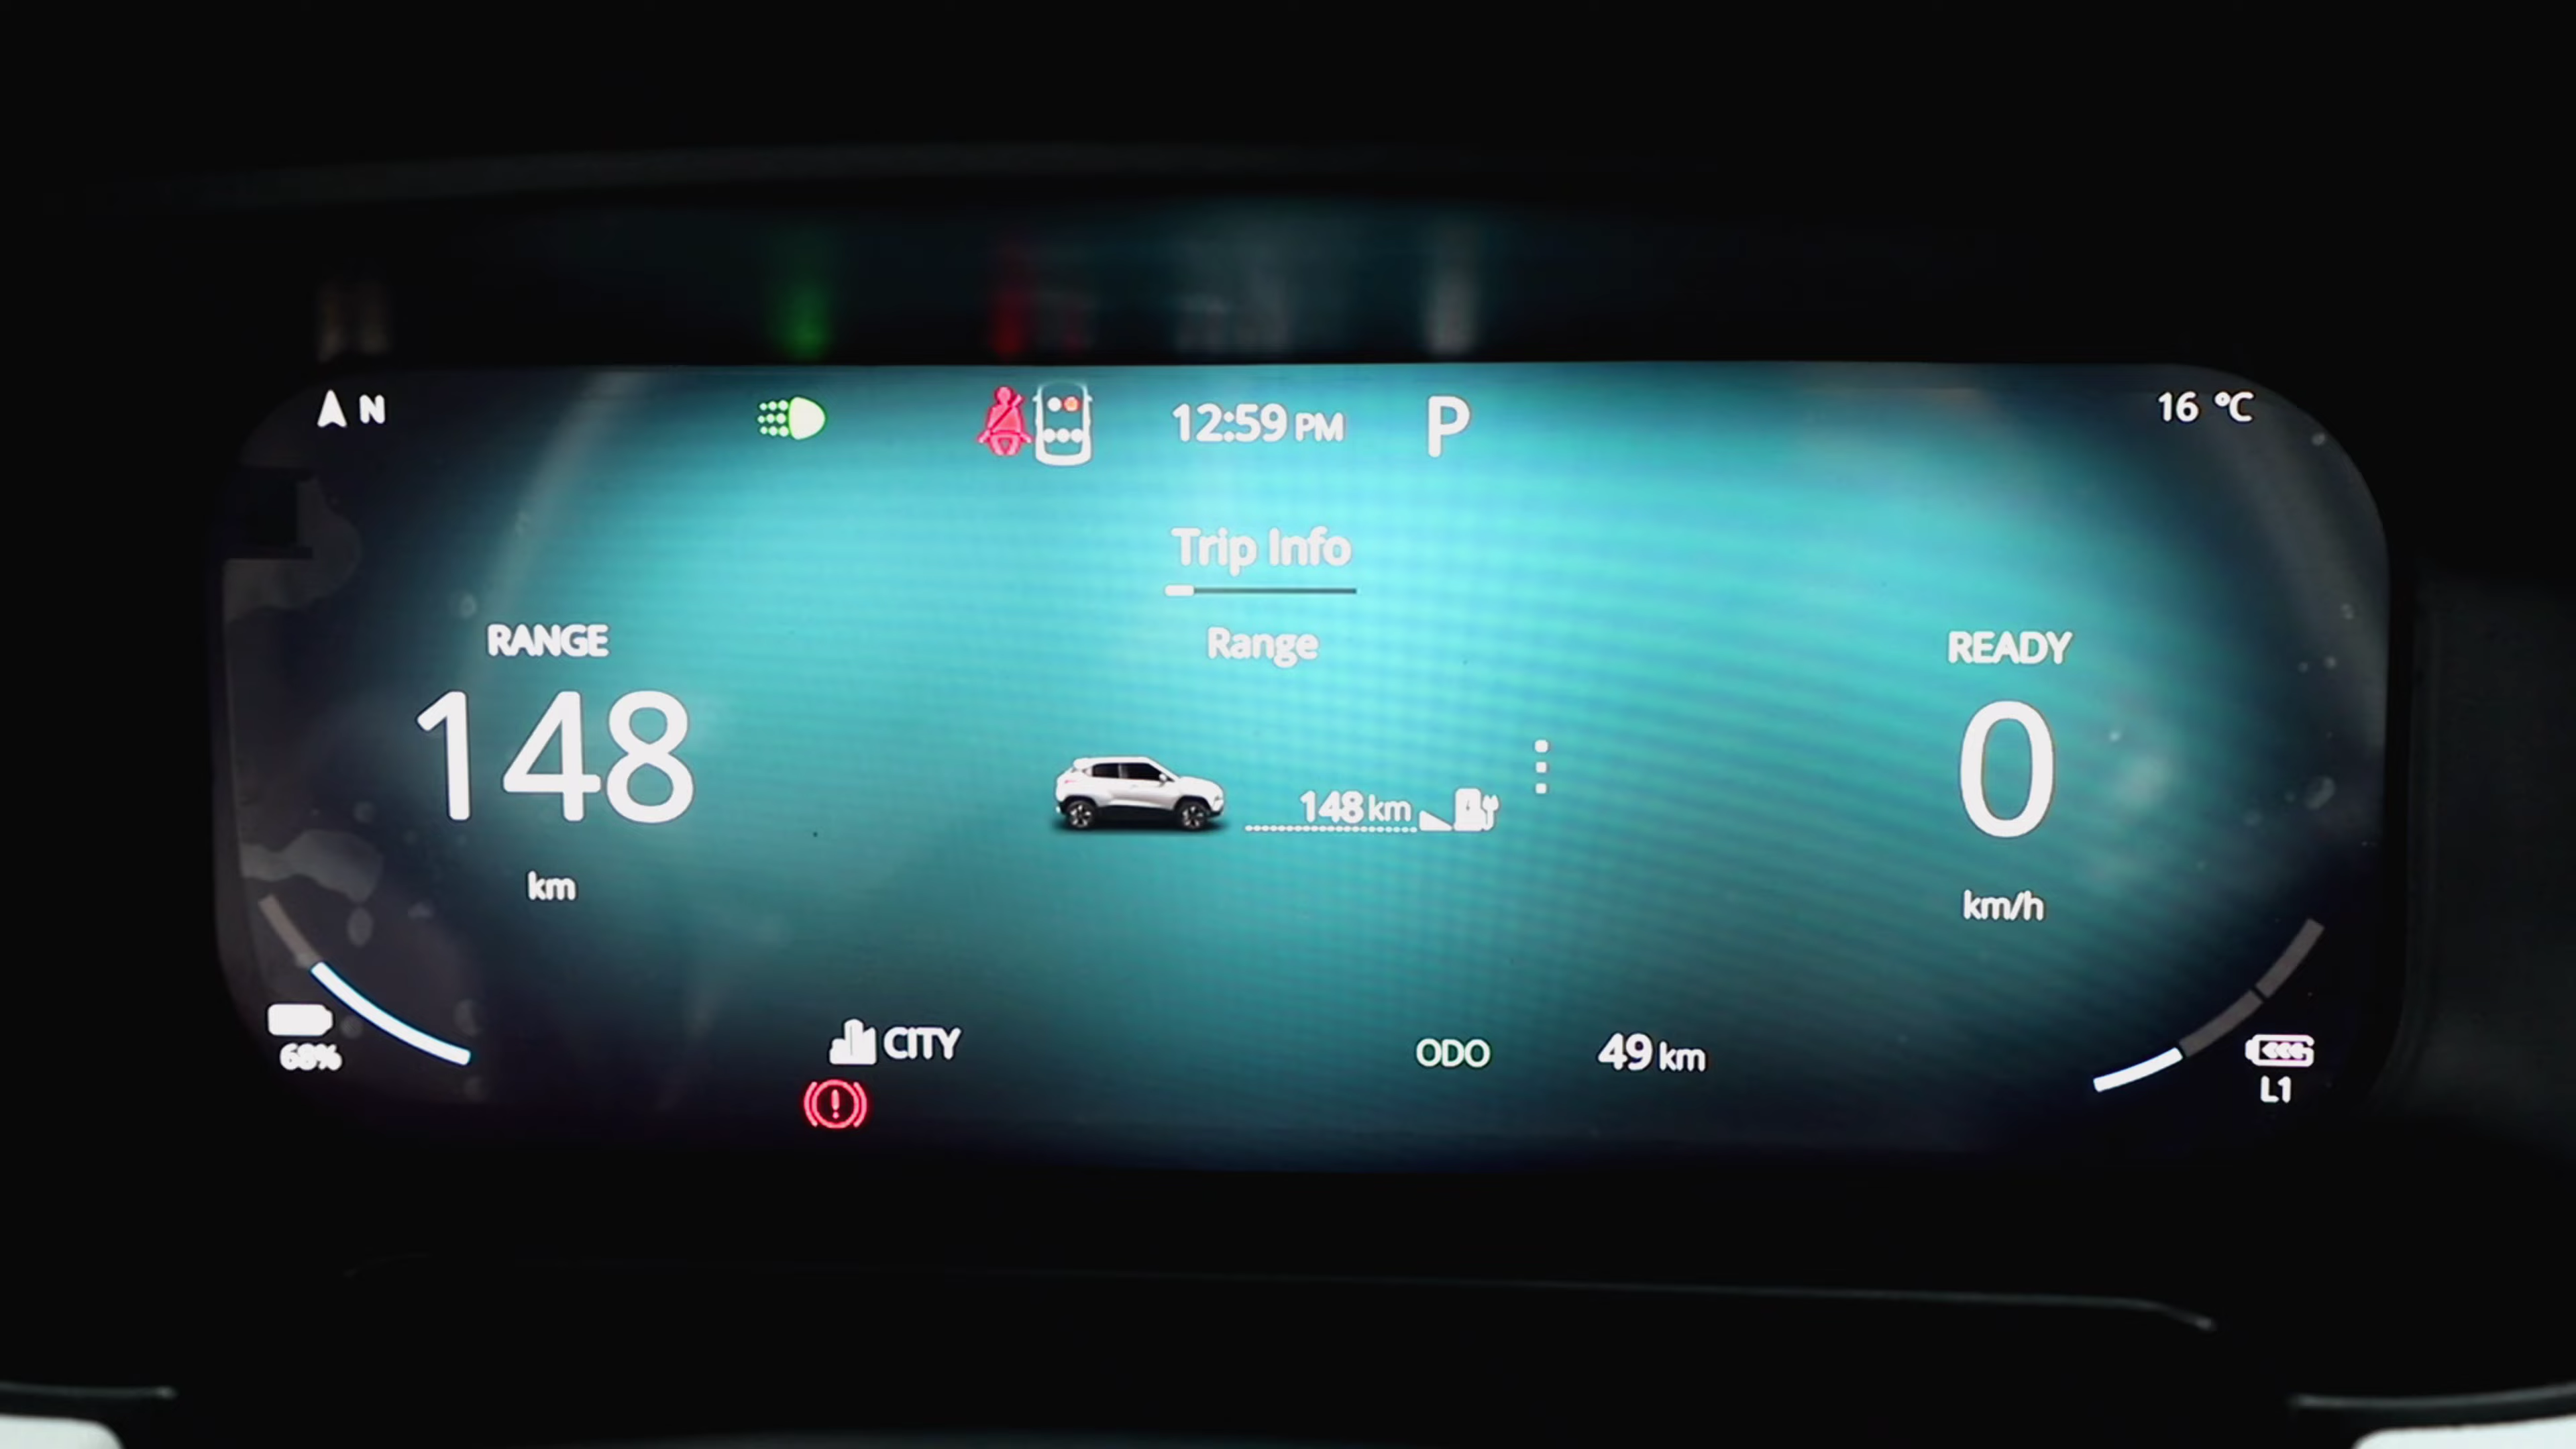 N
12:59 PM
P
16 °C
Trip Info
Range
RANGE
148
km
148 km
READY
0
km/h
68%
CITY
ODO
49 km
L1